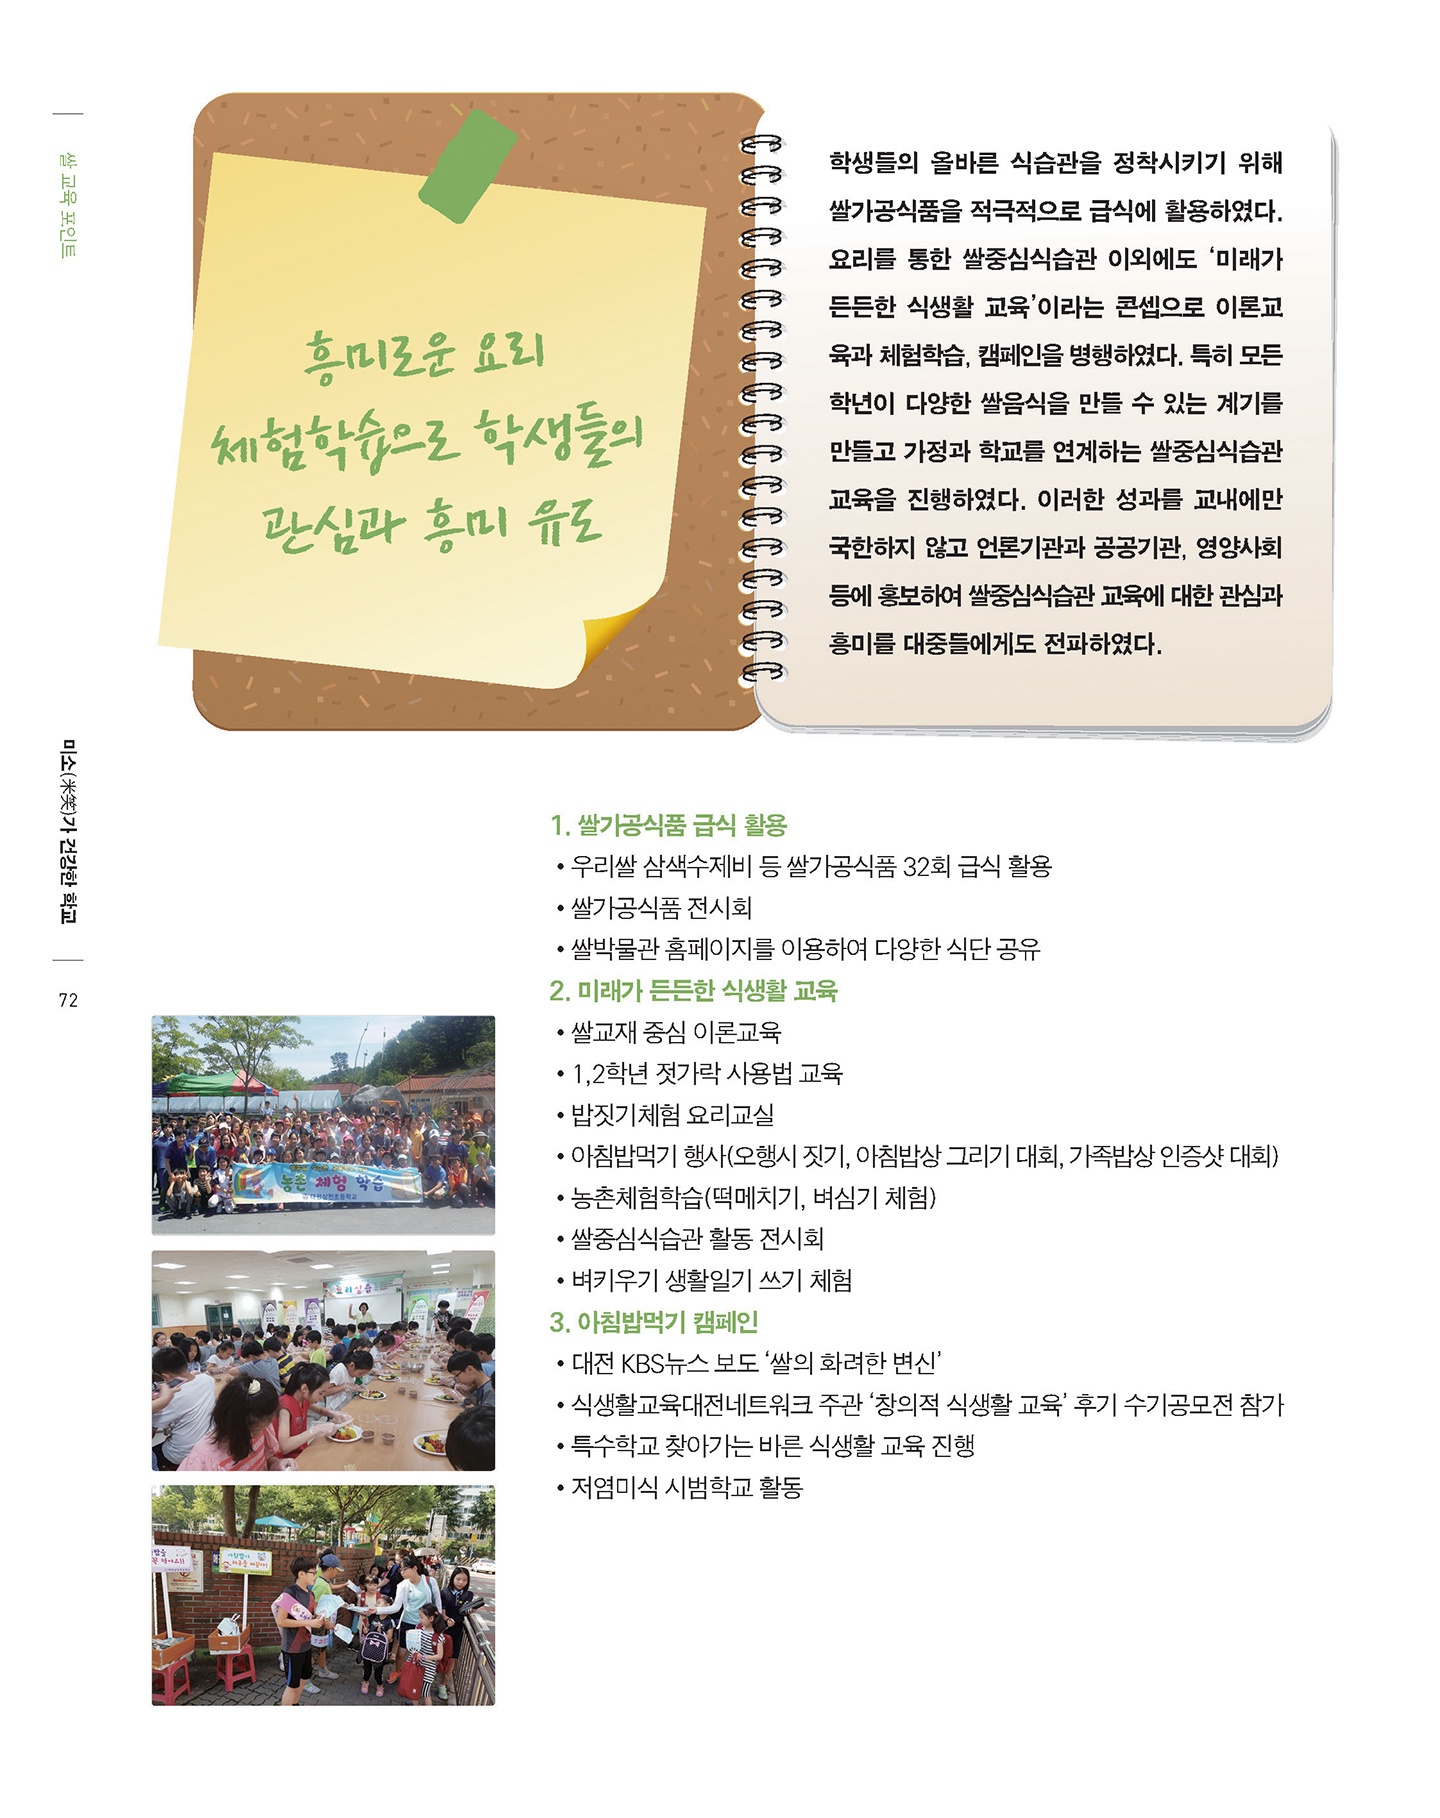 쌀 교육 포인트
미소(米笑)가 건강한 학교
72
흥미로운 요리
체험학습으로 학생들의
관심과 흥미 유도
학생들의 올바른 식습관을 정착시키기 위해
쌀가공식품을 적극적으로 급식에 활용하였다.
요리를 통한 쌀중심식습관 이외에도 ‘미래가
든든한 식생활 교육’이라는 콘셉으로 이론교
육과 체험학습, 캠페인을 병행하였다. 특히 모든
학년이 다양한 쌀음식을 만들 수 있는 계기를
만들고 가정과 학교를 연계하는 쌀중심식습관
교육을 진행하였다. 이러한 성과를 교내에만
국한하지 않고 언론기관과 공공기관, 영양사회
등에 홍보하여 쌀중심식습관 교육에 대한 관심과
흥미를 대중들에게도 전파하였다.
1. 쌀가공식품 급식 활용
• 우리쌀 삼색수제비 등 쌀가공식품 32회 급식 활용
• 쌀가공식품 전시회
• 쌀박물관 홈페이지를 이용하여 다양한 식단 공유
2. 미래가 든든한 식생활 교육
• 쌀교재 중심 이론교육
• 1,2학년 젓가락 사용법 교육
• 밥짓기체험 요리교실
• 아침밥먹기 행사(오행시 짓기, 아침밥상 그리기 대회, 가족밥상 인증샷 대회)
• 농촌체험학습(떡메치기, 벼심기 체험)
• 쌀중심식습관 활동 전시회
• 벼키우기 생활일기 쓰기 체험
3. 아침밥먹기 캠페인
• 대전 KBS뉴스 보도 ‘쌀의 화려한 변신’
• 식생활교육대전네트워크 주관 ‘창의적 식생활 교육’ 후기 수기공모전 참가
• 특수학교 찾아가는 바른 식생활 교육 진행
• 저염미식 시범학교 활동
농촌 체험 학습
요리실습